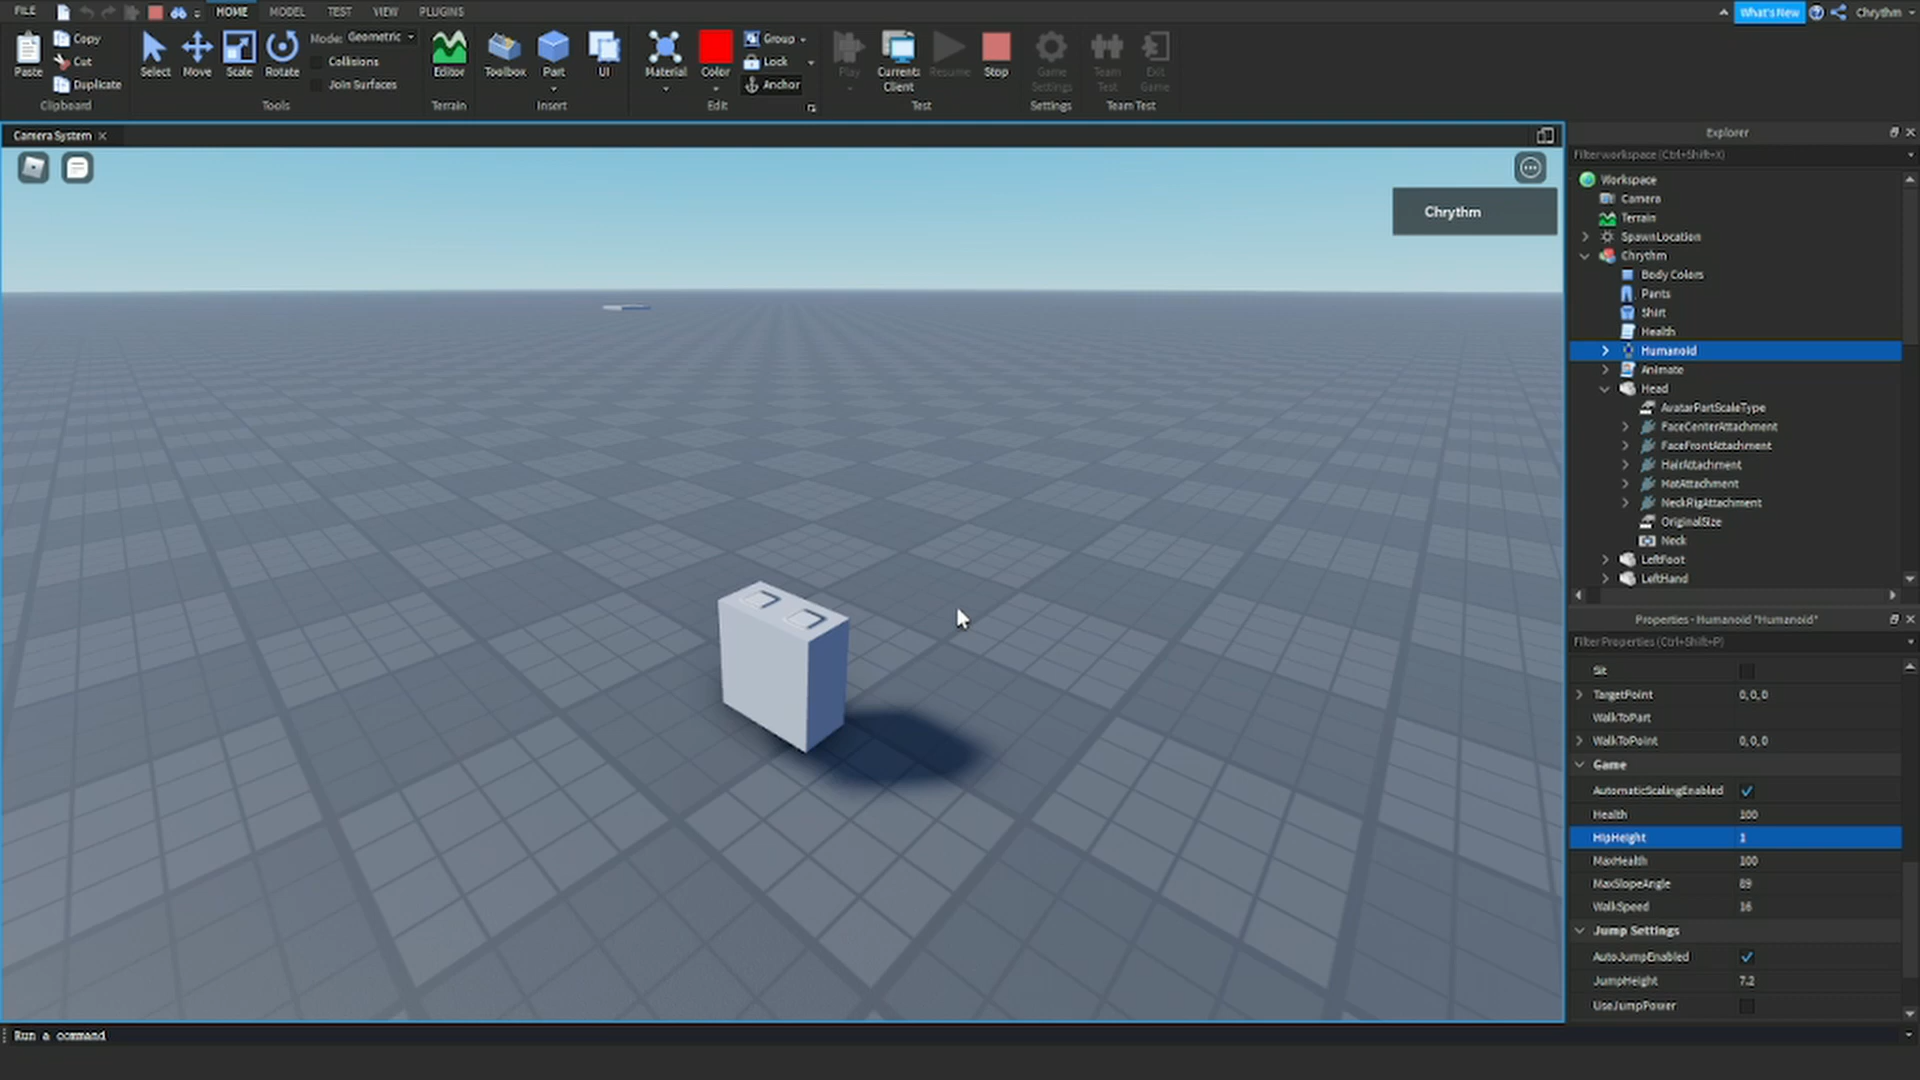 FILE HOME MODEL TEST VIEW PLUGINS What's New Chrythm
Copy Mode: Geometric Group
Cut Collisions Lock
Paste Select Move Scale Rotate Editor Toolbox Part UI Material Color Play Current: Resume Stop Game Team Exit
Duplicate Join Surfaces Anchor Client Settings Test Game
Clipboard Tools Terrain Insert Edit Test Settings Team Test
Camera System
Chrythm
Explorer
Filter workspace (Ctrl+Shift+X)
Workspace
Camera
Terrain
SpawnLocation
Chrythm
Body Colors
Pants
Shirt
Health
Humanoid
Animate
Head
AvatarPartScaleType
FaceCenterAttachment
FaceFrontAttachment
HairAttachment
HatAttachment
NeckRigAttachment
OriginalSize
Neck
LeftFoot
LeftHand
Properties - Humanoid "Humanoid"
Filter Properties (Ctrl+Shift+P)
Sit
TargetPoint 0,0,0
WalkToPart
WalkToPoint 0,0,0
Game
AutomaticScalingEnabled
Health 100
HipHeight 1
MaxHealth 100
MaxSlopeAngle 89
WalkSpeed 16
Jump Settings
AutoJumpEnabled
JumpHeight 7.2
UseJumpPower
Run a command